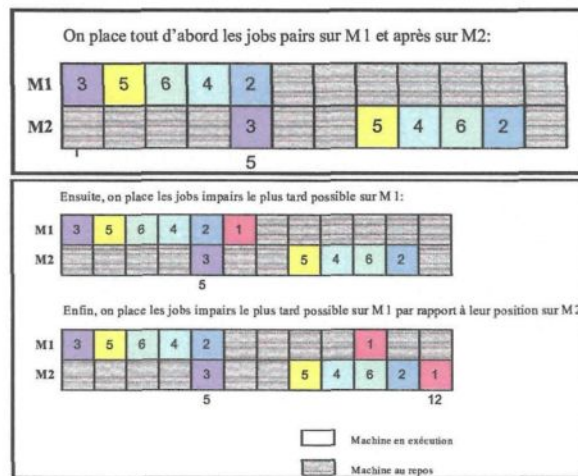 On place tout d'abord les jobs pairs sur M1 et après sur M2:
M1 3 5 6 4 2
M2 3 5 4 6 2
5
Ensuite, on place les jobs impairs le plus tard possible sur M1:
M1 3 5 6 4 2 1
M2 3 5 4 6 2
5
Enfin, on place les jobs impairs le plus tard possible sur M1 par rapport à leur position sur M2
M1 3 5 6 4 2 1
M2 3 5 4 6 2 1
5 12
Machine en exécution
Machine au repos